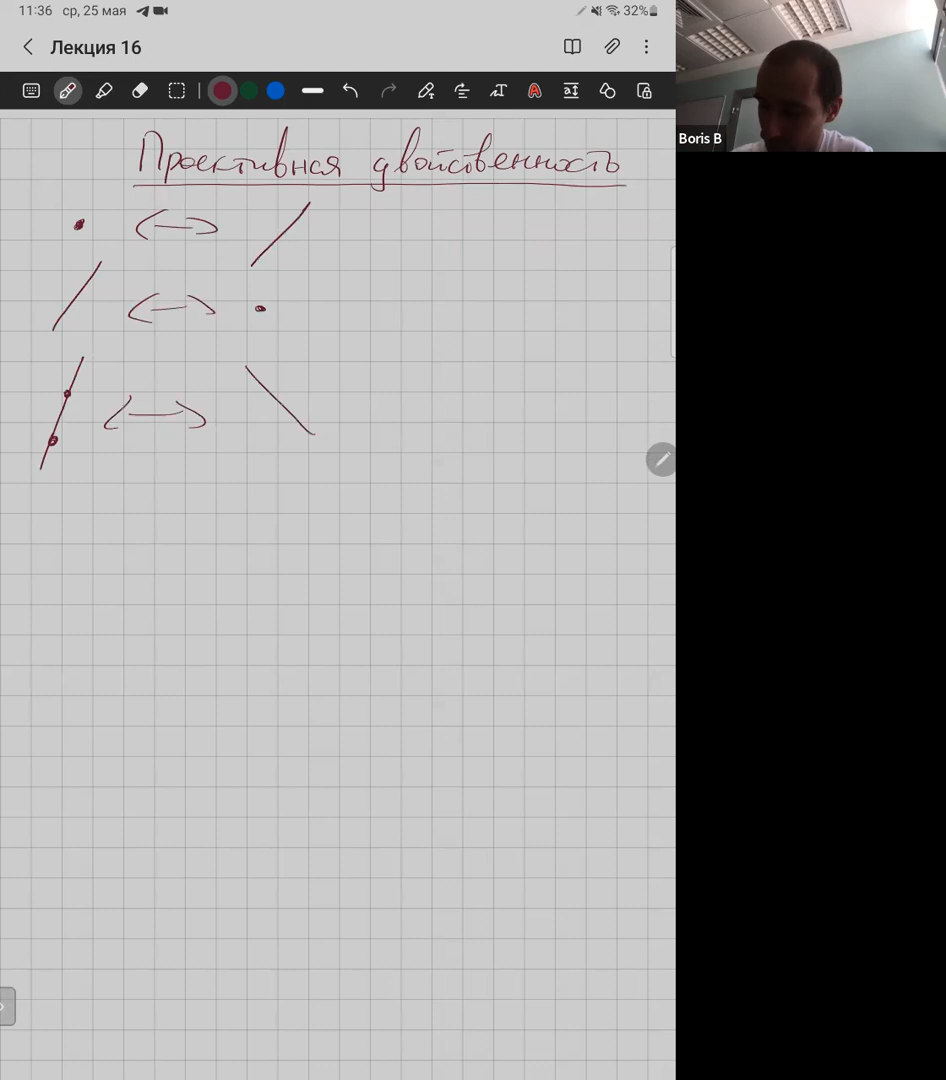 11:36 ср, 25 мая
32%
Лекция 16
Boris B
Проективная двойственность